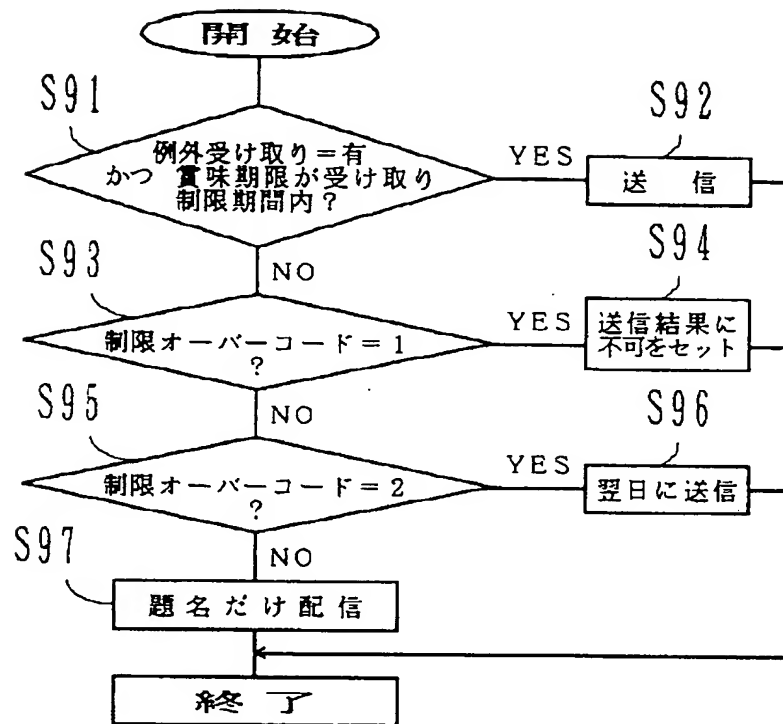 開始
S91
例外受け取り＝有
かつ 賞味期限が受け取り
制限期間内？
YES
S92
送 信
NO
S93
制限オーバーコード＝1
？
YES
S94
送信結果に
不可をセット
NO
S95
制限オーバーコード＝2
？
YES
S96
翌日に送信
NO
S97
題名だけ配信
終了